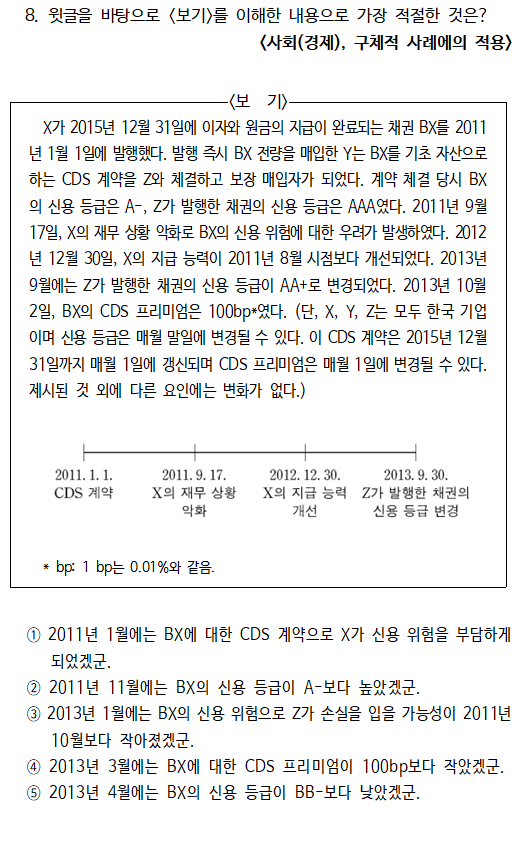 8. 윗글을 바탕으로 <보기>를 이해한 내용으로 가장 적절한 것은?
<사회(경제), 구체적 사례에의 적용>
<보 기>
X가 2015년 12월 31일에 이자와 원금의 지급이 완료되는 채권 BX를 2011
년 1월 1일에 발행했다. 발행 즉시 BX 전량을 매입한 Y는 BX를 기초 자산으로
하는 CDS 계약을 Z와 체결하고 보장 매입자가 되었다. 계약 체결 당시 BX
의 신용 등급은 A-, Z가 발행한 채권의 신용 등급은 AAA였다. 2011년 9월
17일, X의 재무 상황 악화로 BX의 신용 위험에 대한 우려가 발생하였다. 2012
년 12월 30일, X의 지급 능력이 2011년 8월 시점보다 개선되었다. 2013년
9월에는 Z가 발행한 채권의 신용 등급이 AA+로 변경되었다. 2013년 10월
2일, BX의 CDS 프리미엄은 100bp*였다. (단, X, Y, Z는 모두 한국 기업
이며 신용 등급은 매월 말일에 변경될 수 있다. 이 CDS 계약은 2015년 12월
31일까지 매월 1일에 갱신되며 CDS 프리미엄은 매월 1일에 변경될 수 있다.
제시된 것 외에 다른 요인에는 변화가 없다.)
2011. 1. 1. 2011. 9. 17. 2012. 12. 30. 2013. 9. 30.
CDS 계약 X의 재무 상황 X의 지급 능력 Z가 발행한 채권의
악화 개선 신용 등급 변경
* bp: 1 bp는 0.01%와 같음.
① 2011년 1월에는 BX에 대한 CDS 계약으로 X가 신용 위험을 부담하게
되었겠군.
② 2011년 11월에는 BX의 신용 등급이 A-보다 높았겠군.
③ 2013년 1월에는 BX의 신용 위험으로 Z가 손실을 입을 가능성이 2011년
10월보다 작아졌겠군.
④ 2013년 3월에는 BX에 대한 CDS 프리미엄이 100bp보다 작았겠군.
⑤ 2013년 4월에는 BX의 신용 등급이 BB-보다 낮았겠군.